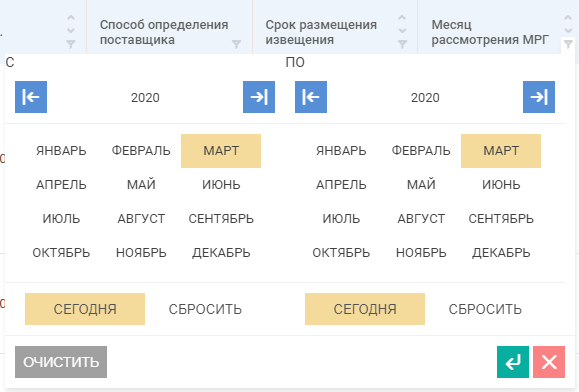 Способ определения
поставщика
Срок размещения
извещения
Месяц
рассмотрения МРГ
С
ПО
2020
2020
ЯНВАРЬ ФЕВРАЛЬ МАРТ
ЯНВАРЬ ФЕВРАЛЬ МАРТ
АПРЕЛЬ МАЙ ИЮНЬ
АПРЕЛЬ МАЙ ИЮНЬ
ИЮЛЬ АВГУСТ СЕНТЯБРЬ
ИЮЛЬ АВГУСТ СЕНТЯБРЬ
ОКТЯБРЬ НОЯБРЬ ДЕКАБРЬ
ОКТЯБРЬ НОЯБРЬ ДЕКАБРЬ
СЕГОДНЯ СБРОСИТЬ
СЕГОДНЯ СБРОСИТЬ
ОЧИСТИТЬ